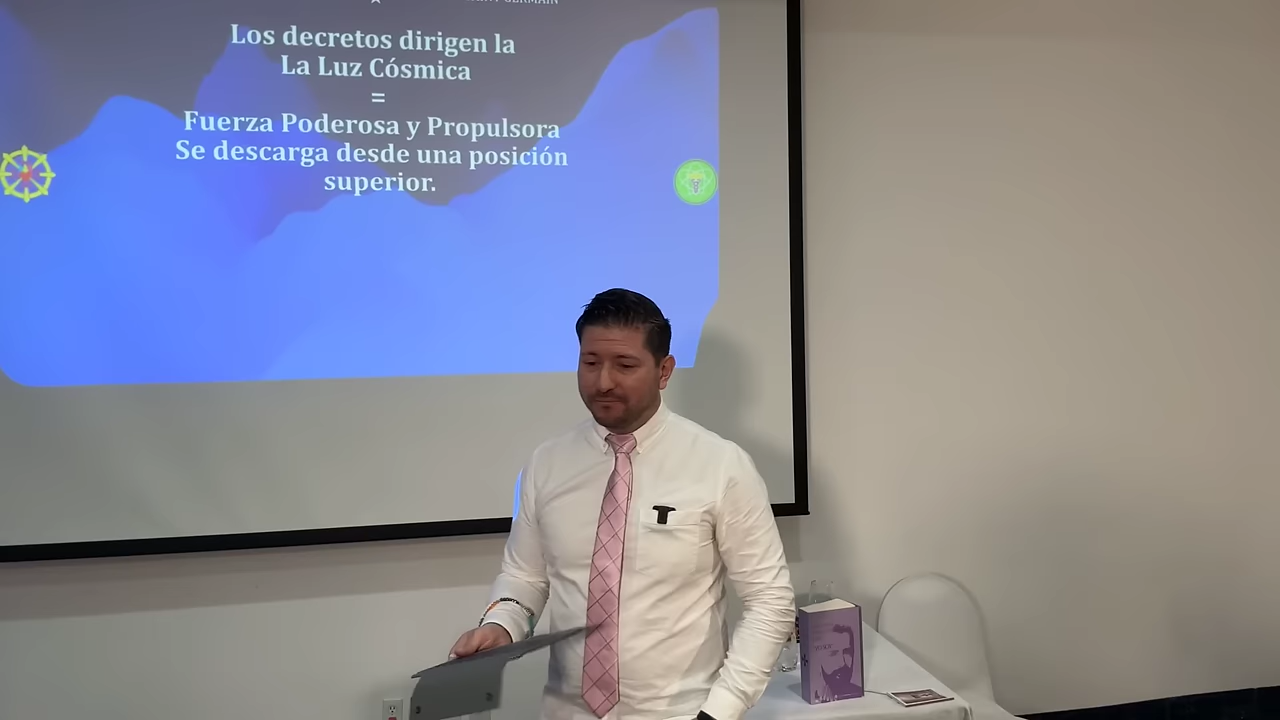 Los decretos dirigen la
La Luz Cósmica
=
Fuerza Poderosa y Propulsora
Se descarga desde una posición
superior.